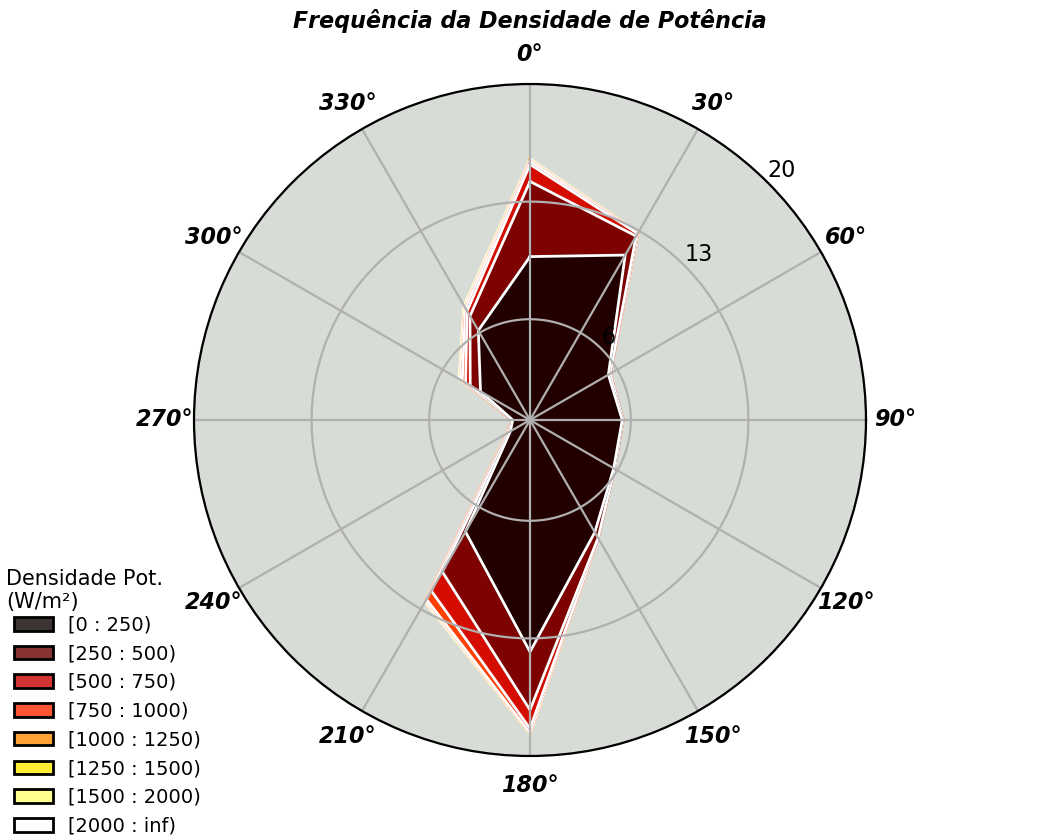 Frequência da Densidade de Potência
0°
330°
30°
20
300°
60°
13
6
270°
90°
240°
120°
210°
150°
180°
Densidade Pot.
(W/m²)
[0 : 250)
[250 : 500)
[500 : 750)
[750 : 1000)
[1000 : 1250)
[1250 : 1500)
[1500 : 2000)
[2000 : inf)